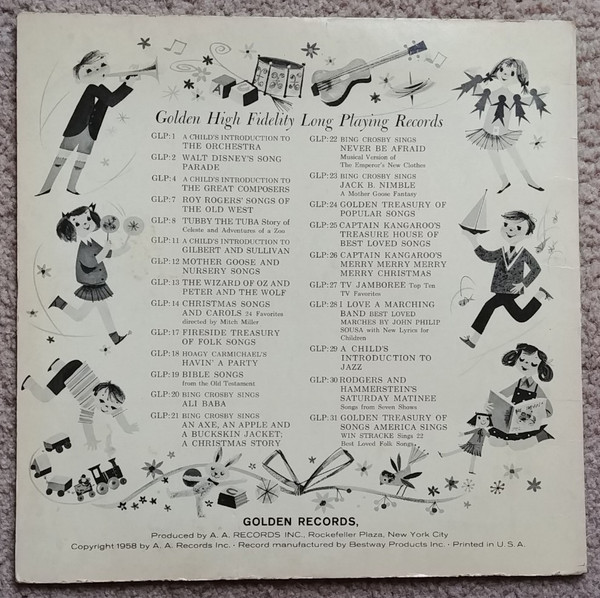 Golden High Fidelity Long Playing Records
GLP:1 A CHILD'S INTRODUCTION TO
THE ORCHESTRA
GLP:2 WALT DISNEY'S SONG
PARADE
GLP:4 A CHILD'S INTRODUCTION TO
THE GREAT COMPOSERS
GLP:7 ROY ROGERS' SONGS OF
THE OLD WEST
GLP:8 TUBBY THE TUBA Story of
Celeste and Adventures of a Zoo
GLP:11 A CHILD'S INTRODUCTION TO
GILBERT AND SULLIVAN
GLP:12 MOTHER GOOSE AND
NURSERY SONGS
GLP:13 THE WIZARD OF OZ AND
PETER AND THE WOLF
GLP:14 CHRISTMAS SONGS
AND CAROLS 24 Favorites
directed by Mitch Miller
GLP:17 FIRESIDE TREASURY
OF FOLK SONGS
GLP:18 HOAGY CARMICHAEL'S
HAVIN' A PARTY
GLP:19 BIBLE SONGS
from the Old Testament
GLP:20 BING CROSBY SINGS
ALI BABA
GLP:21 BING CROSBY SINGS
AN AXE, AN APPLE AND
A BUCKSKIN JACKET;
A CHRISTMAS STORY
GLP:22 BING CROSBY SINGS
NEVER BE AFRAID
Musical Version of
The Emperor's New Clothes
GLP:23 BING CROSBY SINGS
JACK B. NIMBLE
A Mother Goose Fantasy
GLP:24 GOLDEN TREASURY OF
POPULAR SONGS
GLP:25 CAPTAIN KANGAROO'S
TREASURE HOUSE OF
BEST LOVED SONGS
GLP:26 CAPTAIN KANGAROO'S
MERRY MERRY MERRY
MERRY CHRISTMAS
GLP:27 TV JAMBOREE Top Ten
TV Favorites
GLP:28 I LOVE A MARCHING
BAND BEST LOVED
MARCHES BY JOHN PHILIP
SOUSA with New Lyrics for
Children
GLP:29 A CHILD'S
INTRODUCTION TO
JAZZ
GLP:30 RODGERS AND
HAMMERSTEIN'S
SATURDAY MATINEE
Songs from Seven Shows
GLP:31 GOLDEN TREASURY OF
SONGS AMERICA SINGS
WIN STRACKE Sings 22
Best Loved Folk Songs
GOLDEN RECORDS,
Produced by A. A. RECORDS INC., Rockefeller Plaza, New York City
Copyright 1958 by A. A. Records Inc. · Record manufactured by Bestway Products Inc. · Printed in U.S.A.